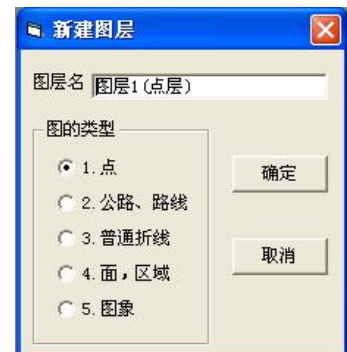 新建图层
图层名 图层1(点层)
图的类型
1.点
确定
2.公路、路线
3.普通折线
取消
4.面，区域
5.图象